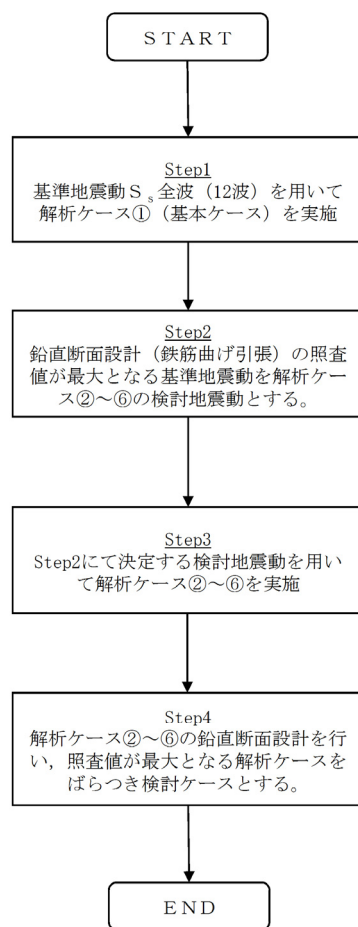 ＳＴＡＲＴ
Step1
基準地震動Ｓｓ全波（12波）を用いて
解析ケース①（基本ケース）を実施
Step2
鉛直断面設計（鉄筋曲げ引張）の照査
値が最大となる基準地震動を解析ケー
ス②～⑥の検討地震動とする。
Step3
Step2にて決定する検討地震動を用い
て解析ケース②～⑥を実施
Step4
解析ケース②～⑥の鉛直断面設計を行
い，照査値が最大となる解析ケースを
ばらつき検討ケースとする。
ＥＮＤ